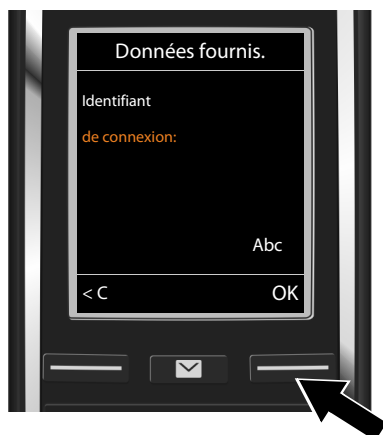 Données fournis.
Identifiant
de connexion:
Abc
< C OK